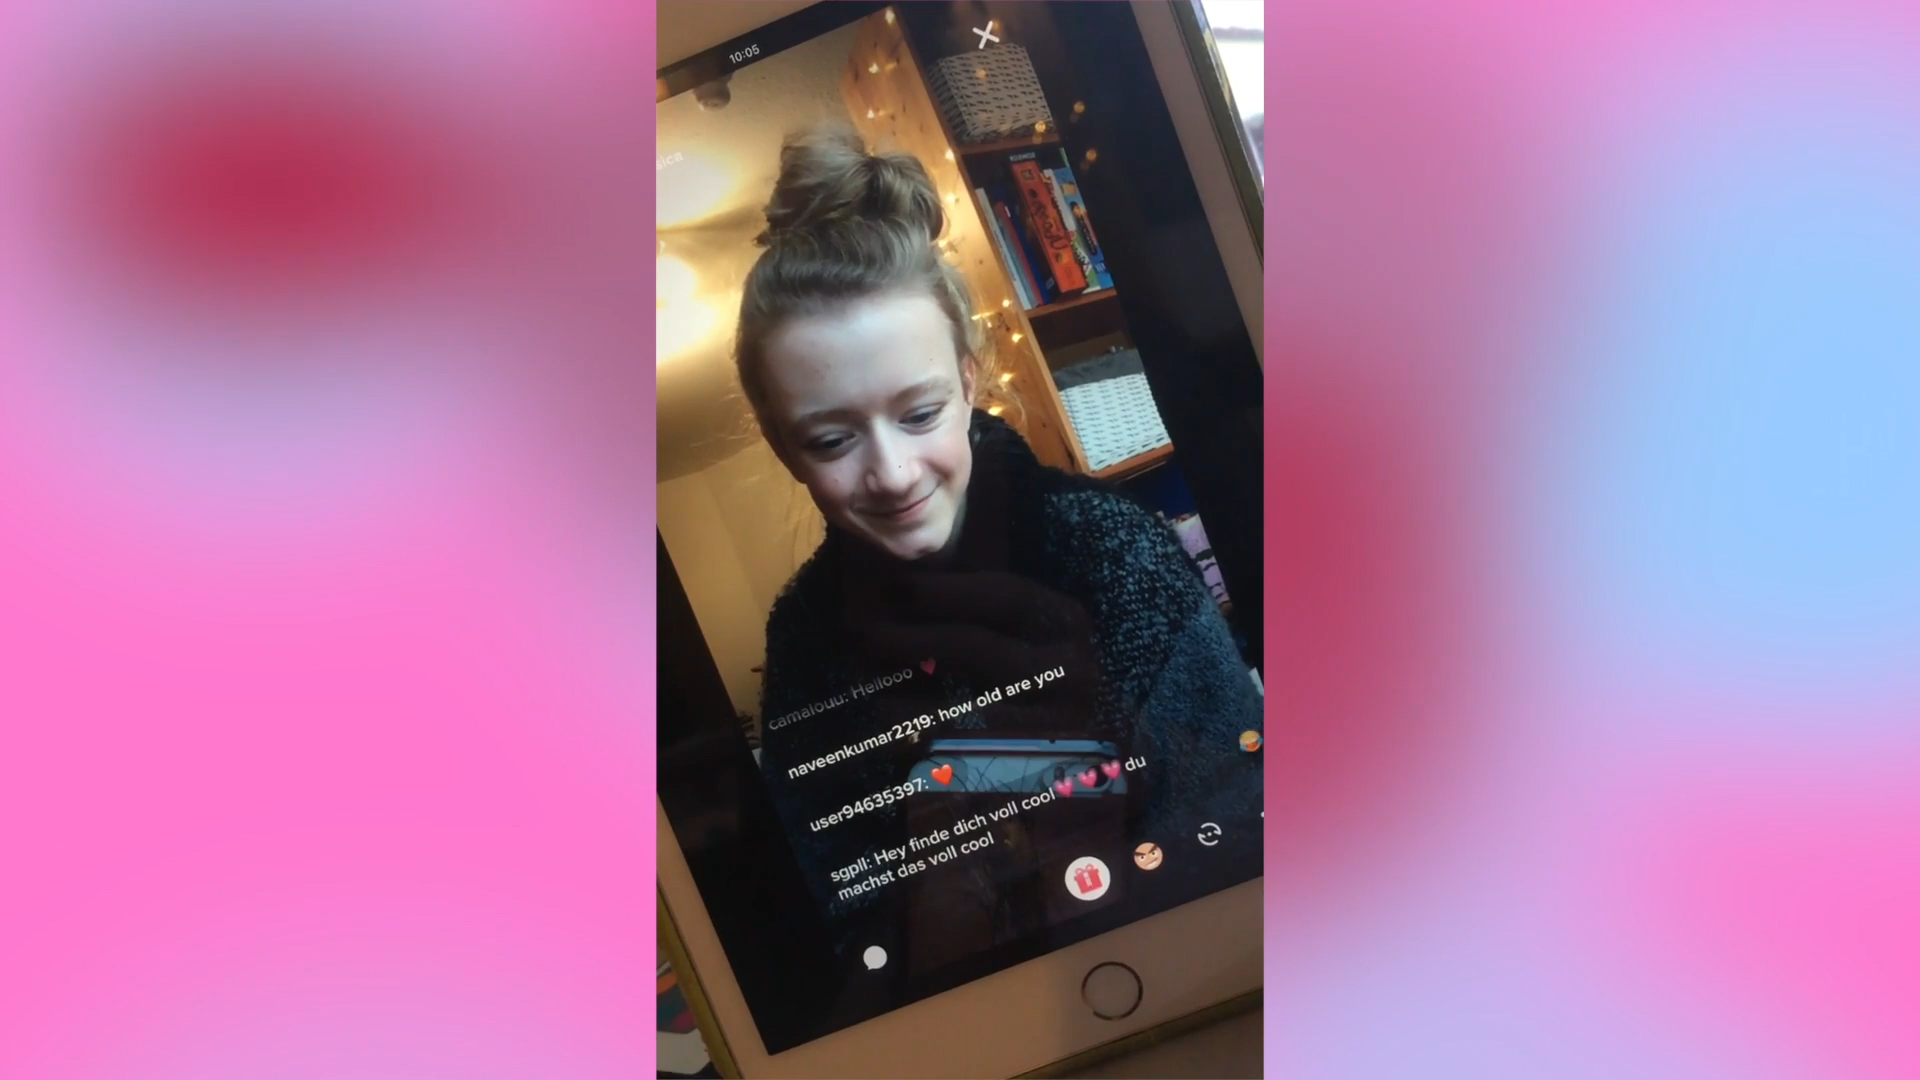 10:05
camalouu: Hellooo 💗
naveenkumar2219: how old are you
user94635397: ❤️
sgpll: Hey finde dich voll cool💗💗💗 du
machst das voll cool